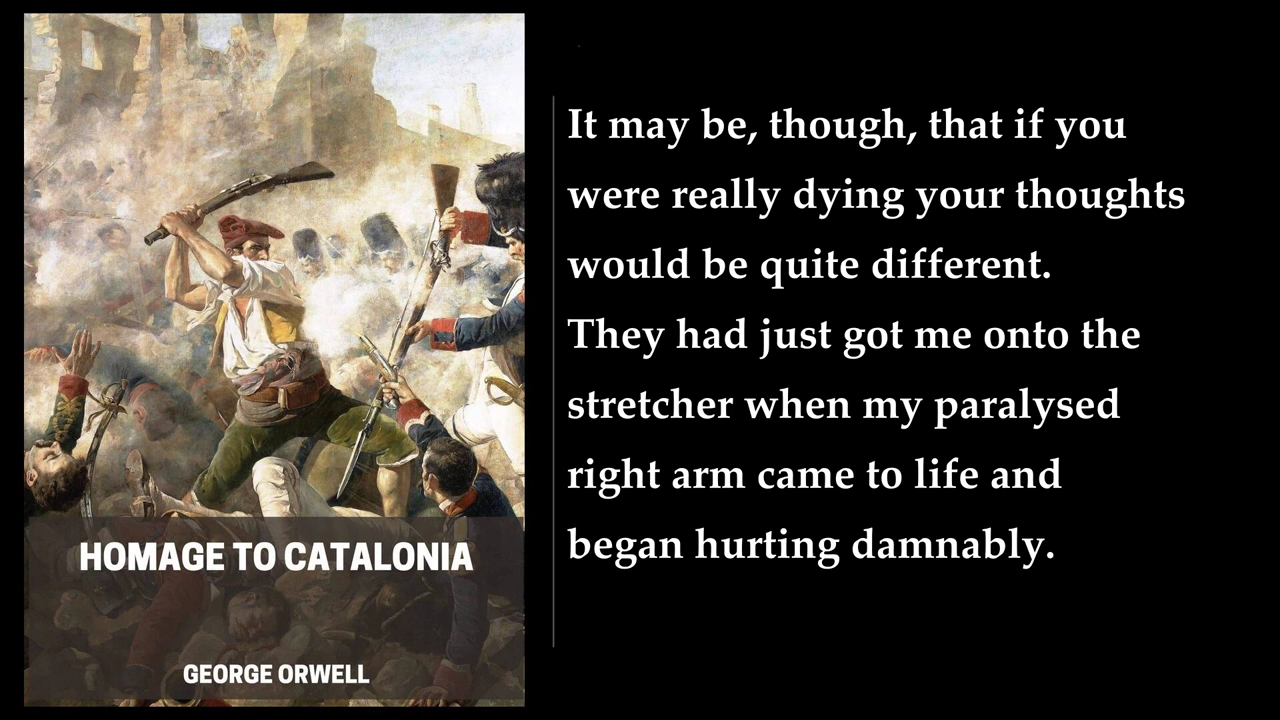 HOMAGE TO CATALONIA
GEORGE ORWELL
It may be, though, that if you
were really dying your thoughts
would be quite different.
They had just got me onto the
stretcher when my paralysed
right arm came to life and
began hurting damnably.